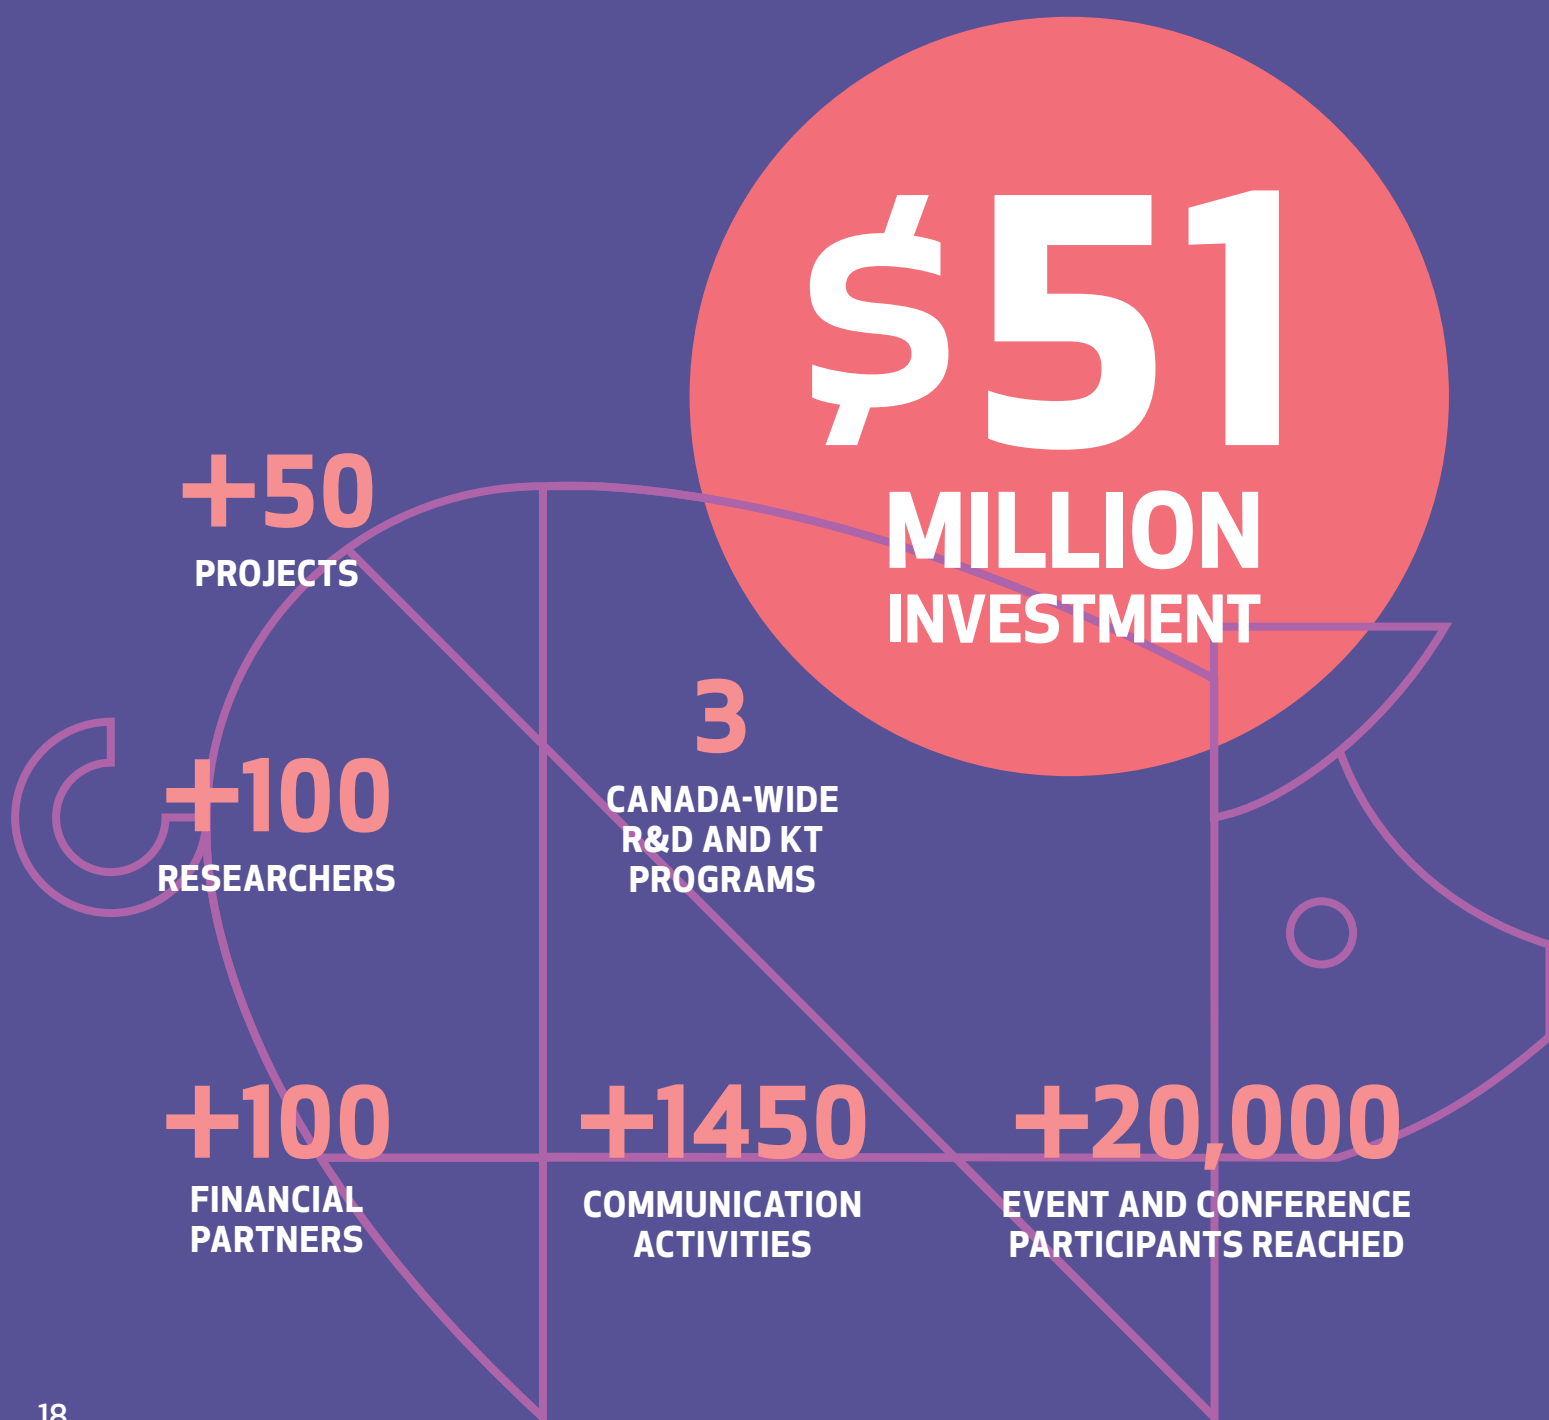 $51
MILLION
INVESTMENT
+50
PROJECTS
3
CANADA-WIDE
R&D AND KT
PROGRAMS
+100
RESEARCHERS
+100
FINANCIAL
PARTNERS
+1450
COMMUNICATION
ACTIVITIES
+20,000
EVENT AND CONFERENCE
PARTICIPANTS REACHED
18